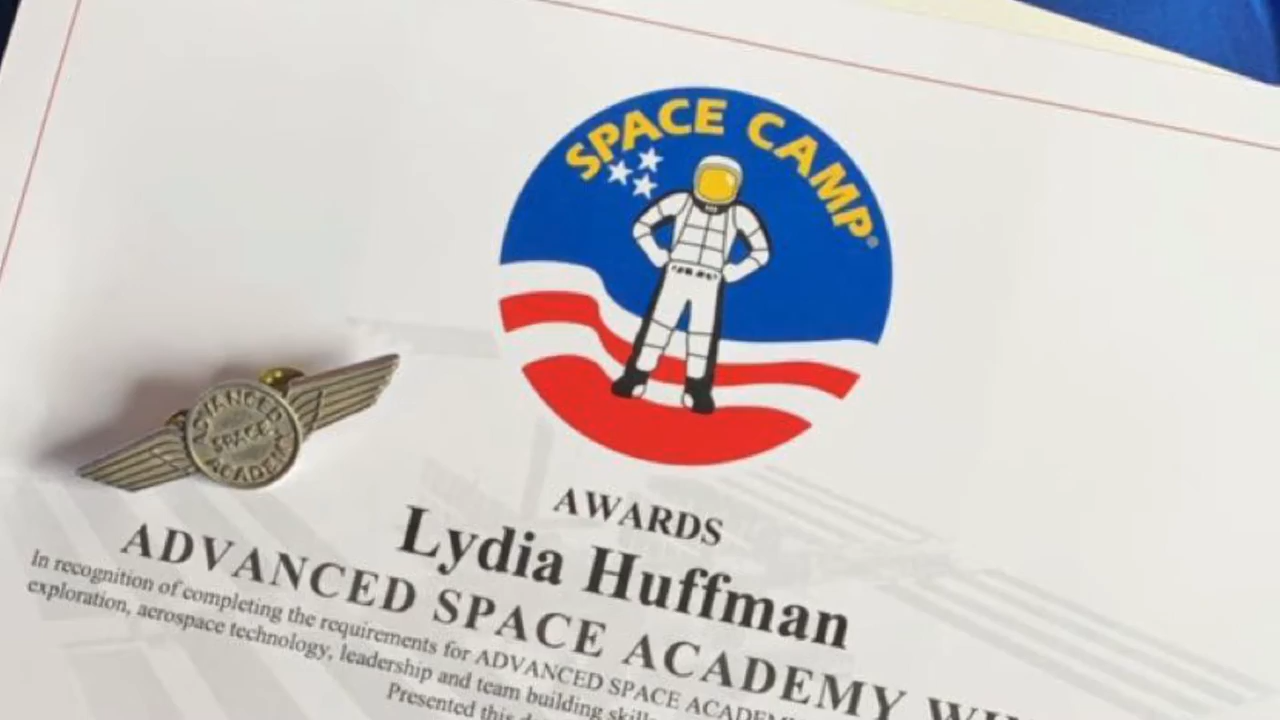 SPACE CAMP®
ADVANCED
SPACE
ACADEMY
AWARDS
Lydia Huffman
ADVANCED SPACE ACADEMY
In recognition of completing the requirements for ADVANCED SPACE
exploration, aerospace technology, leadership and team building
Presented this